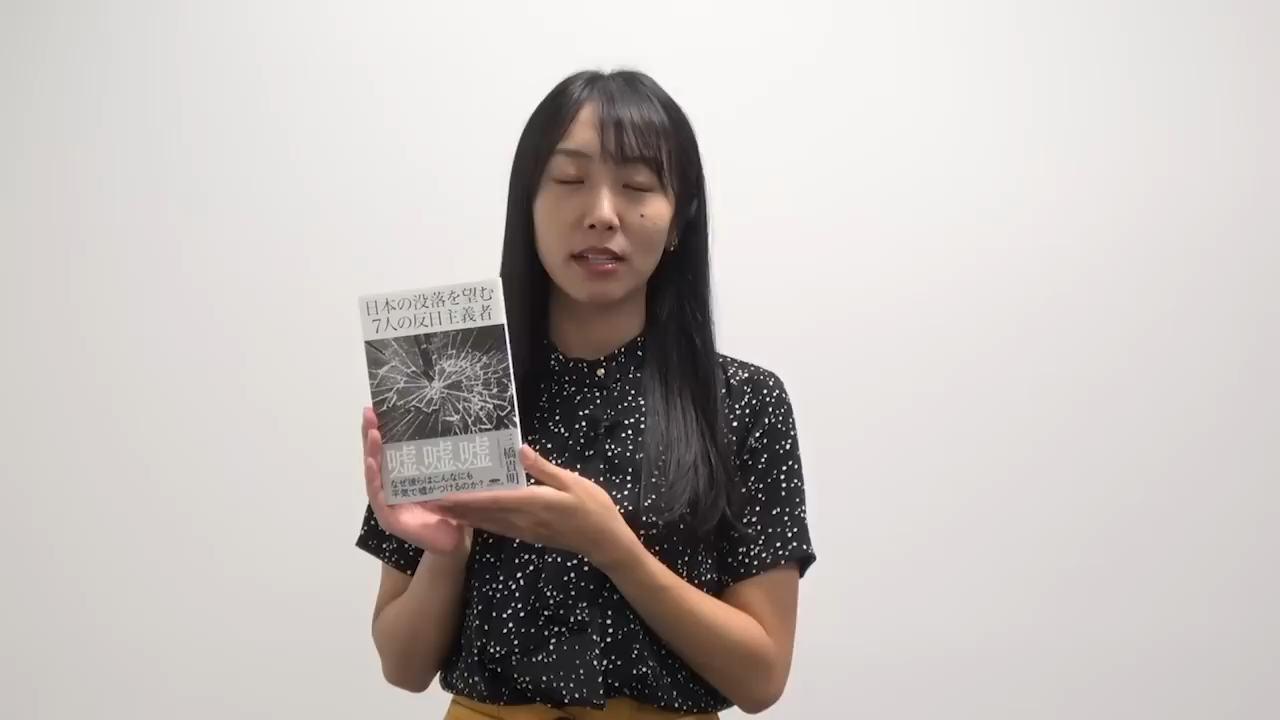 日本の没落を望む
7人の反日主義者
嘘、嘘、嘘
なぜ彼らはこんなにも
平気で嘘がつけるのか?
三橋貴明